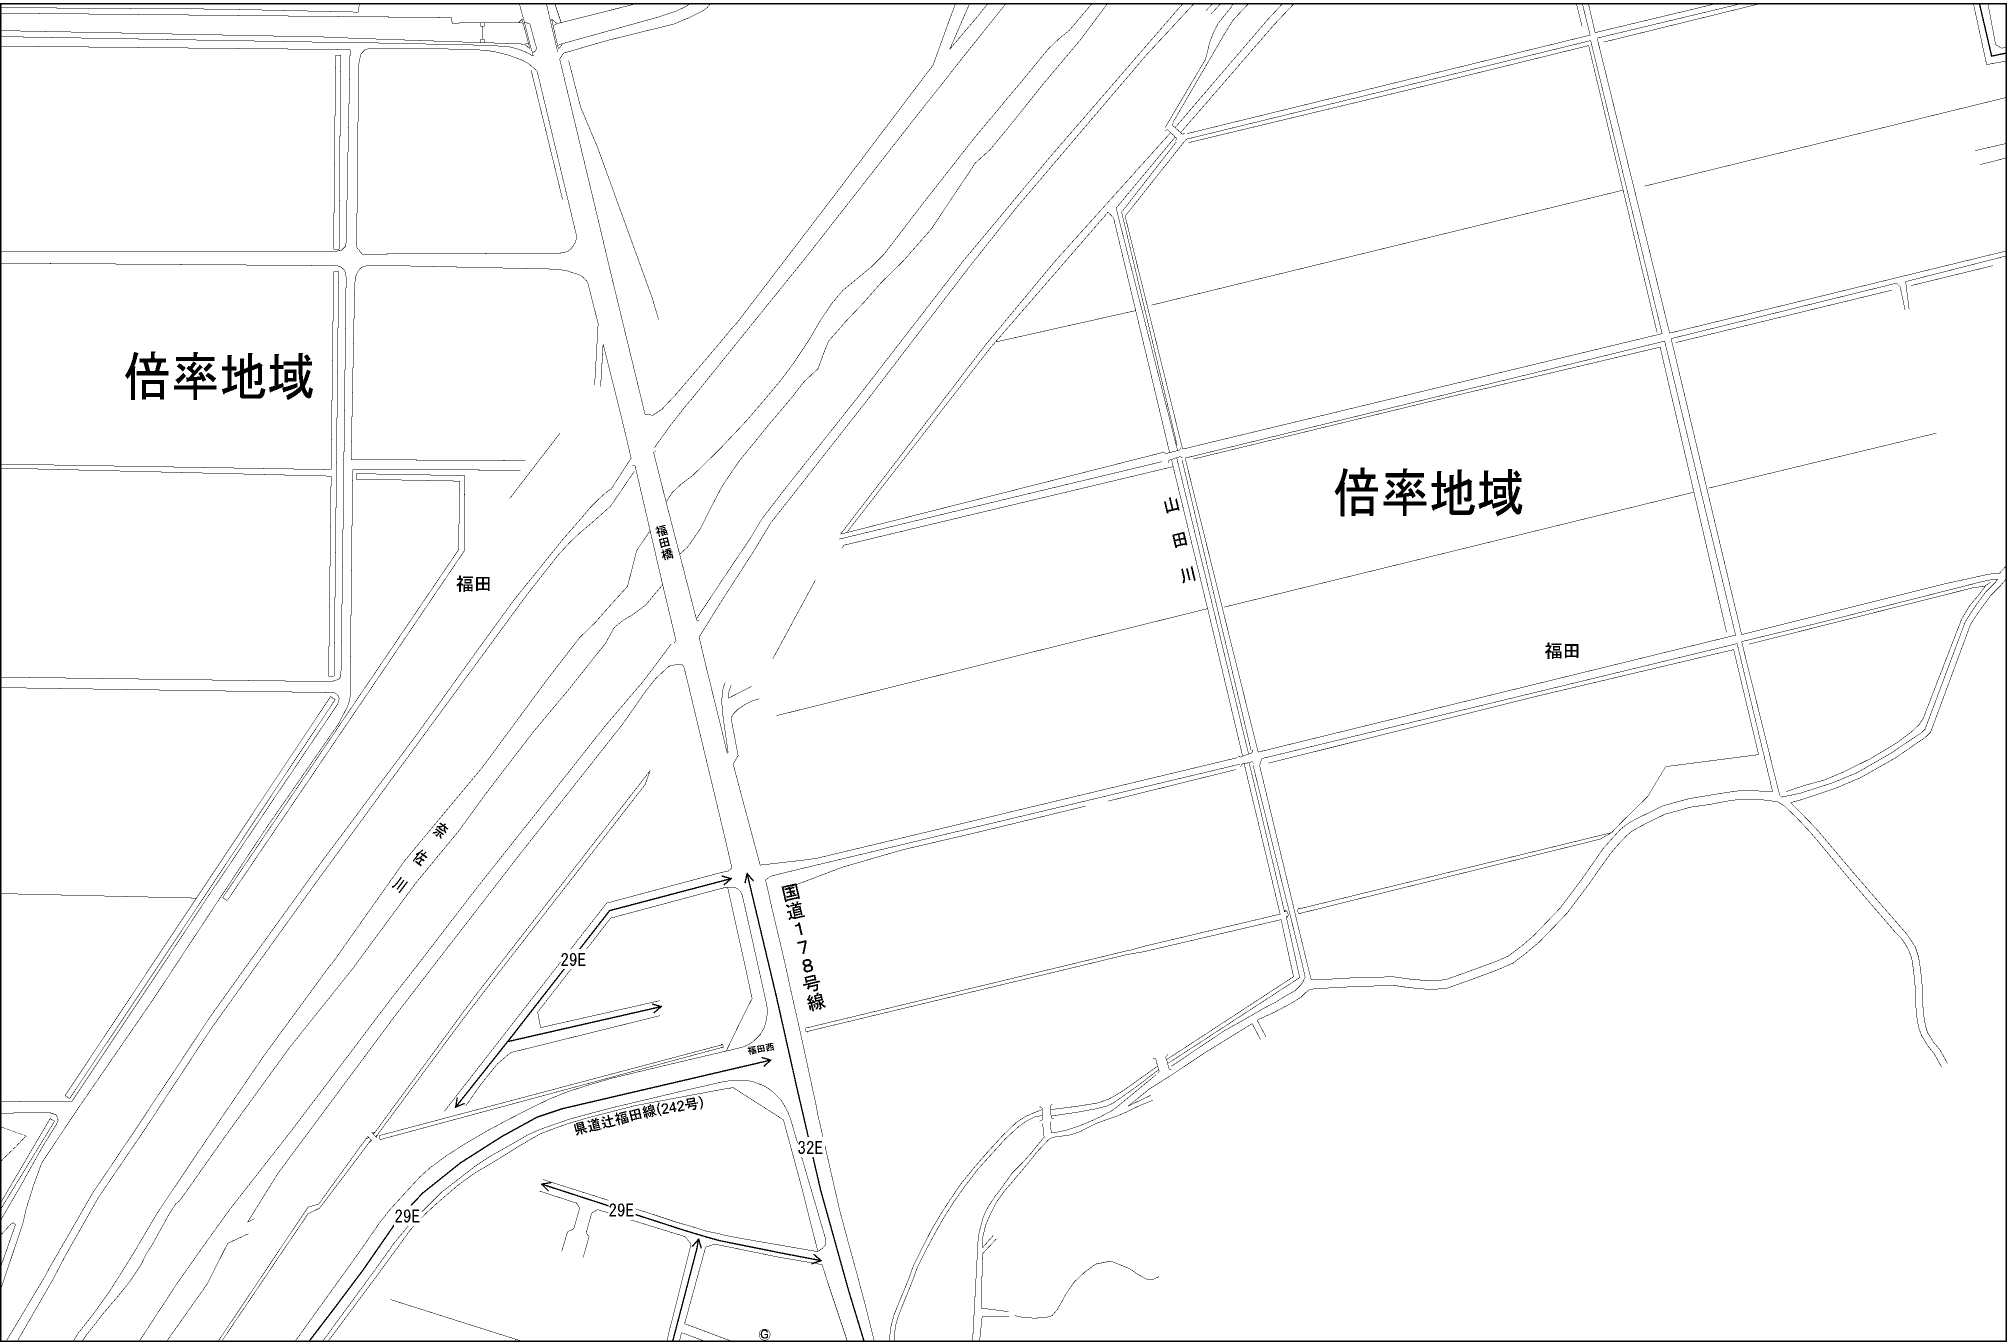 倍率地域
倍率地域
福田橋
山田川
福田
福田
奈佐川
国道178号線
29E
福田西
県道辻福田線(242号)
32E
29E
29E
G